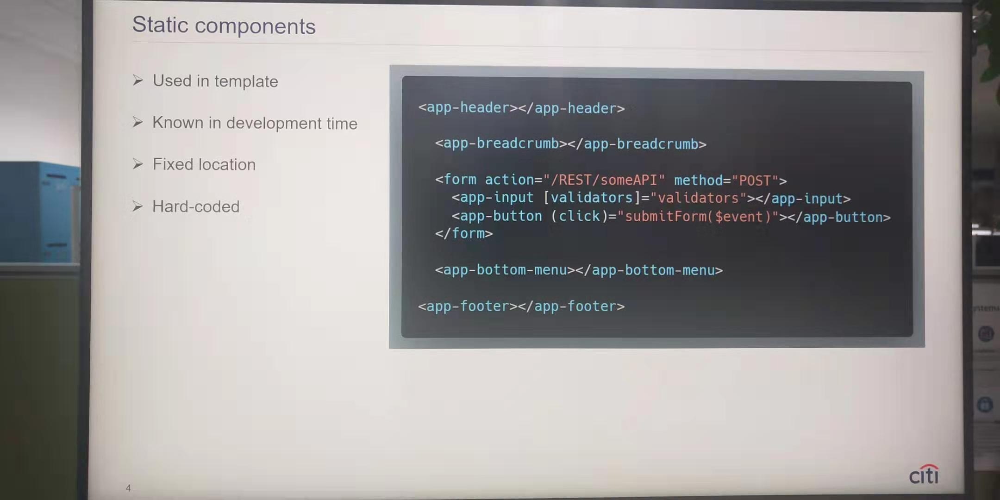 Static components
➢ Used in template
➢ Known in development time
➢ Fixed location
➢ Hard-coded
<app-header></app-header>
<app-breadcrumb></app-breadcrumb>
<form action="/REST/someAPI" method="POST">
<app-input [validators]="validators"></app-input>
<app-button (click)="submitForm($event)"></app-button>
</form>
<app-bottom-menu></app-bottom-menu>
<app-footer></app-footer>
4
citi